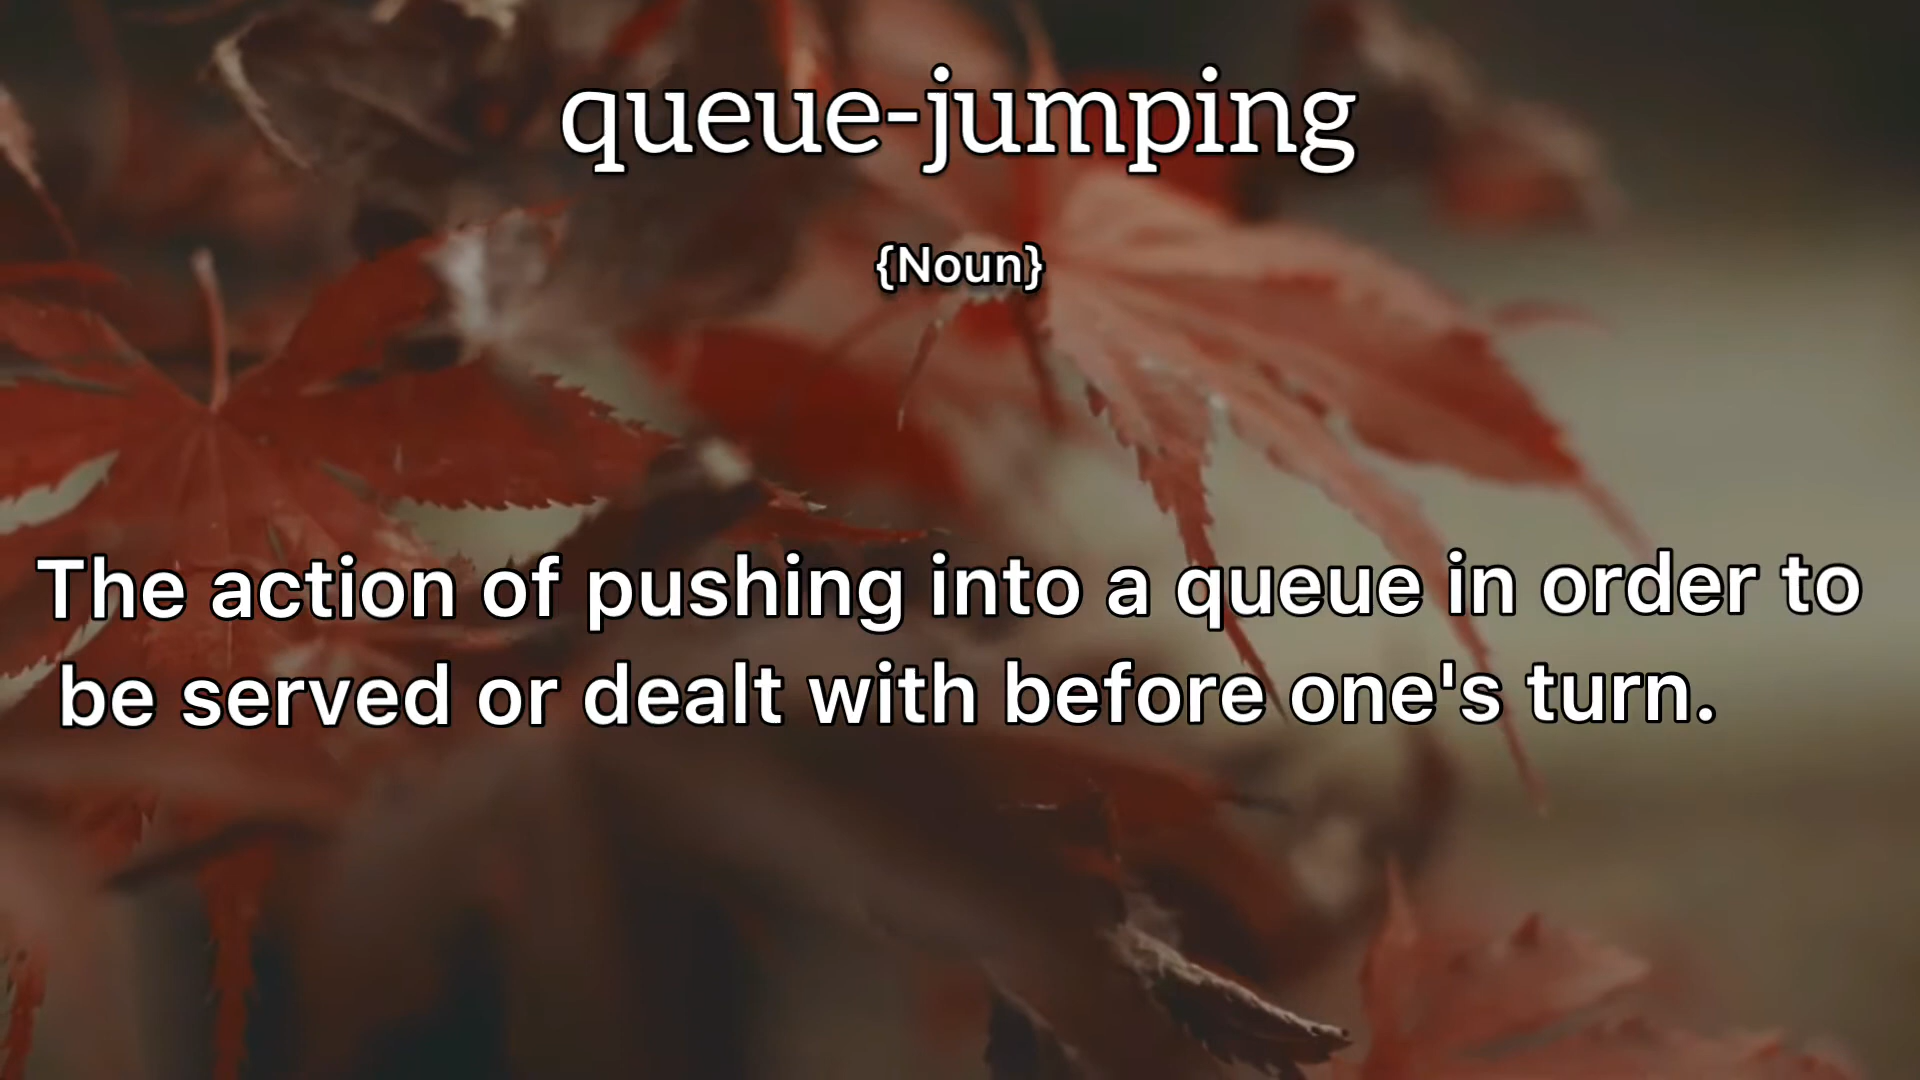 queue-jumping
{Noun}
The action of pushing into a queue in order to
be served or dealt with before one's turn.